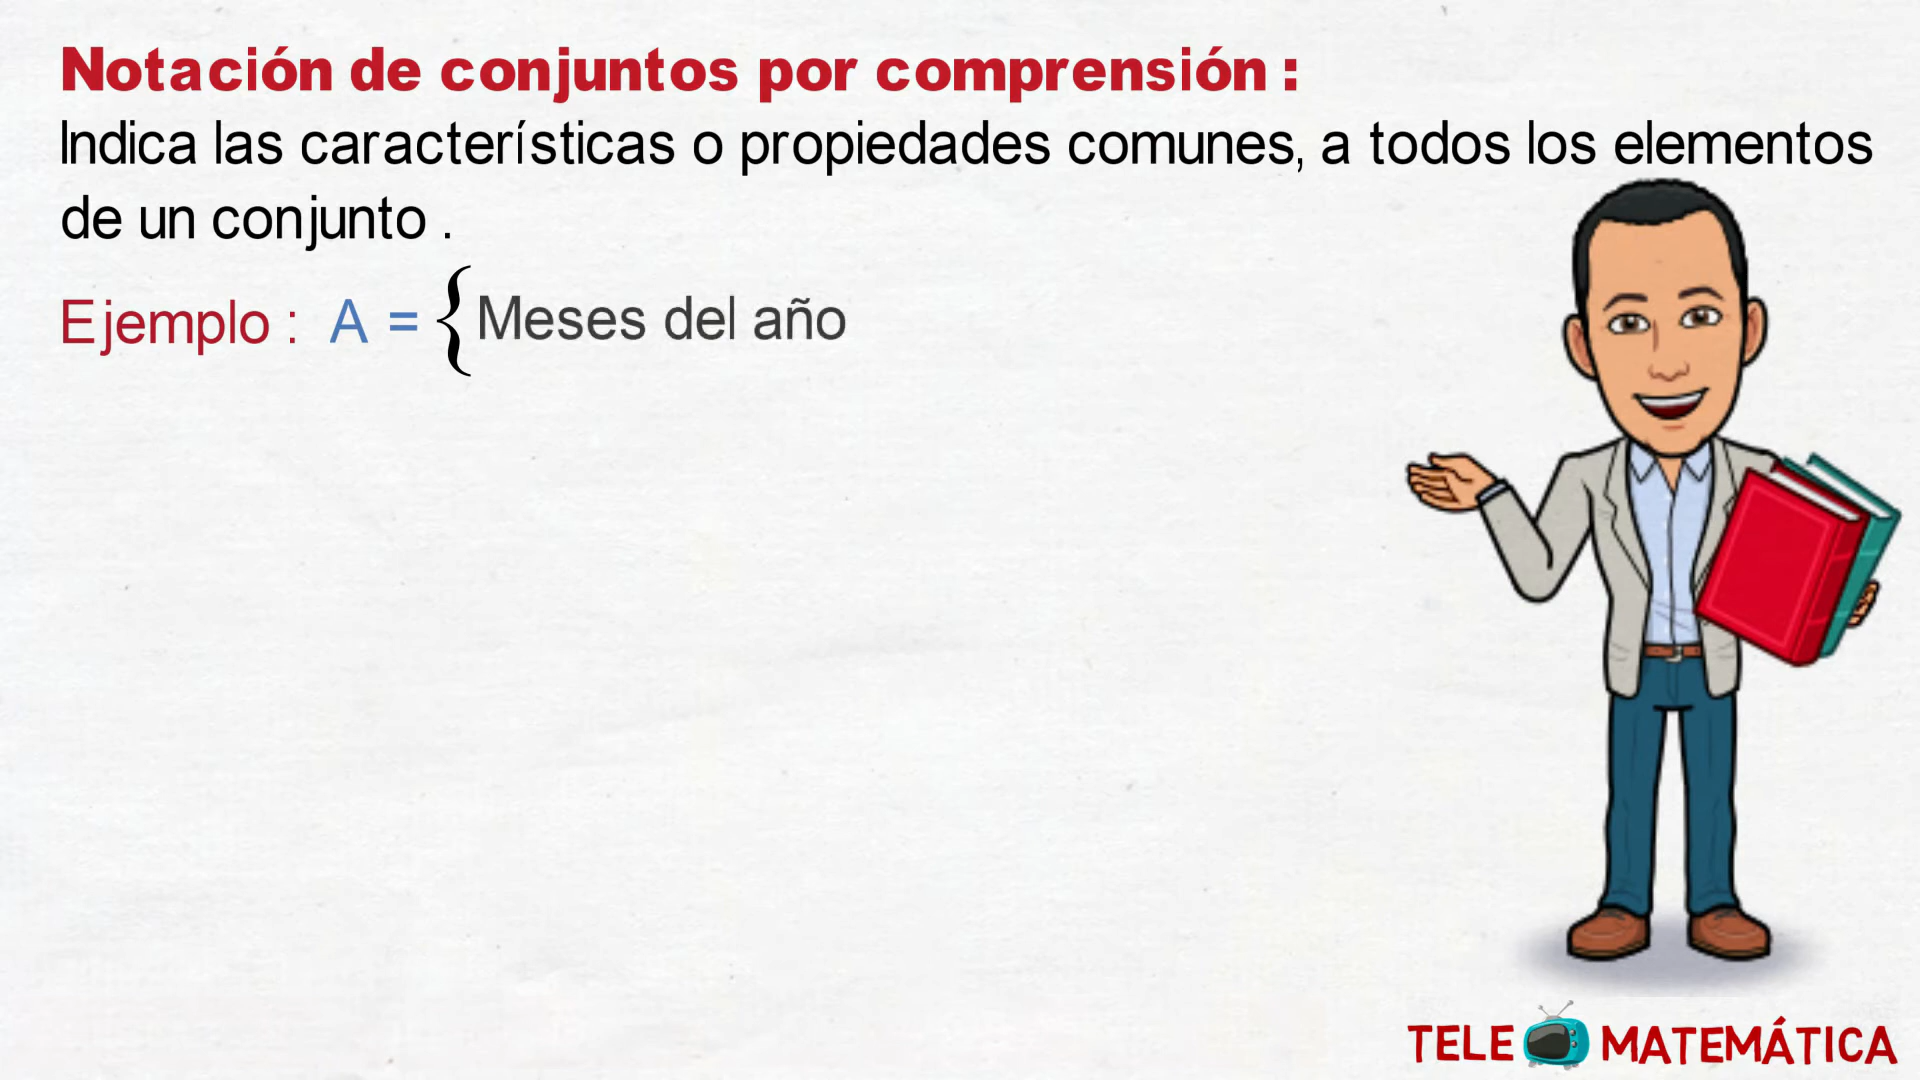 Notación de conjuntos por comprensión :
Indica las características o propiedades comunes, a todos los elementos
de un conjunto .
Ejemplo : A = { Meses del año
TELE MATEMÁTICA